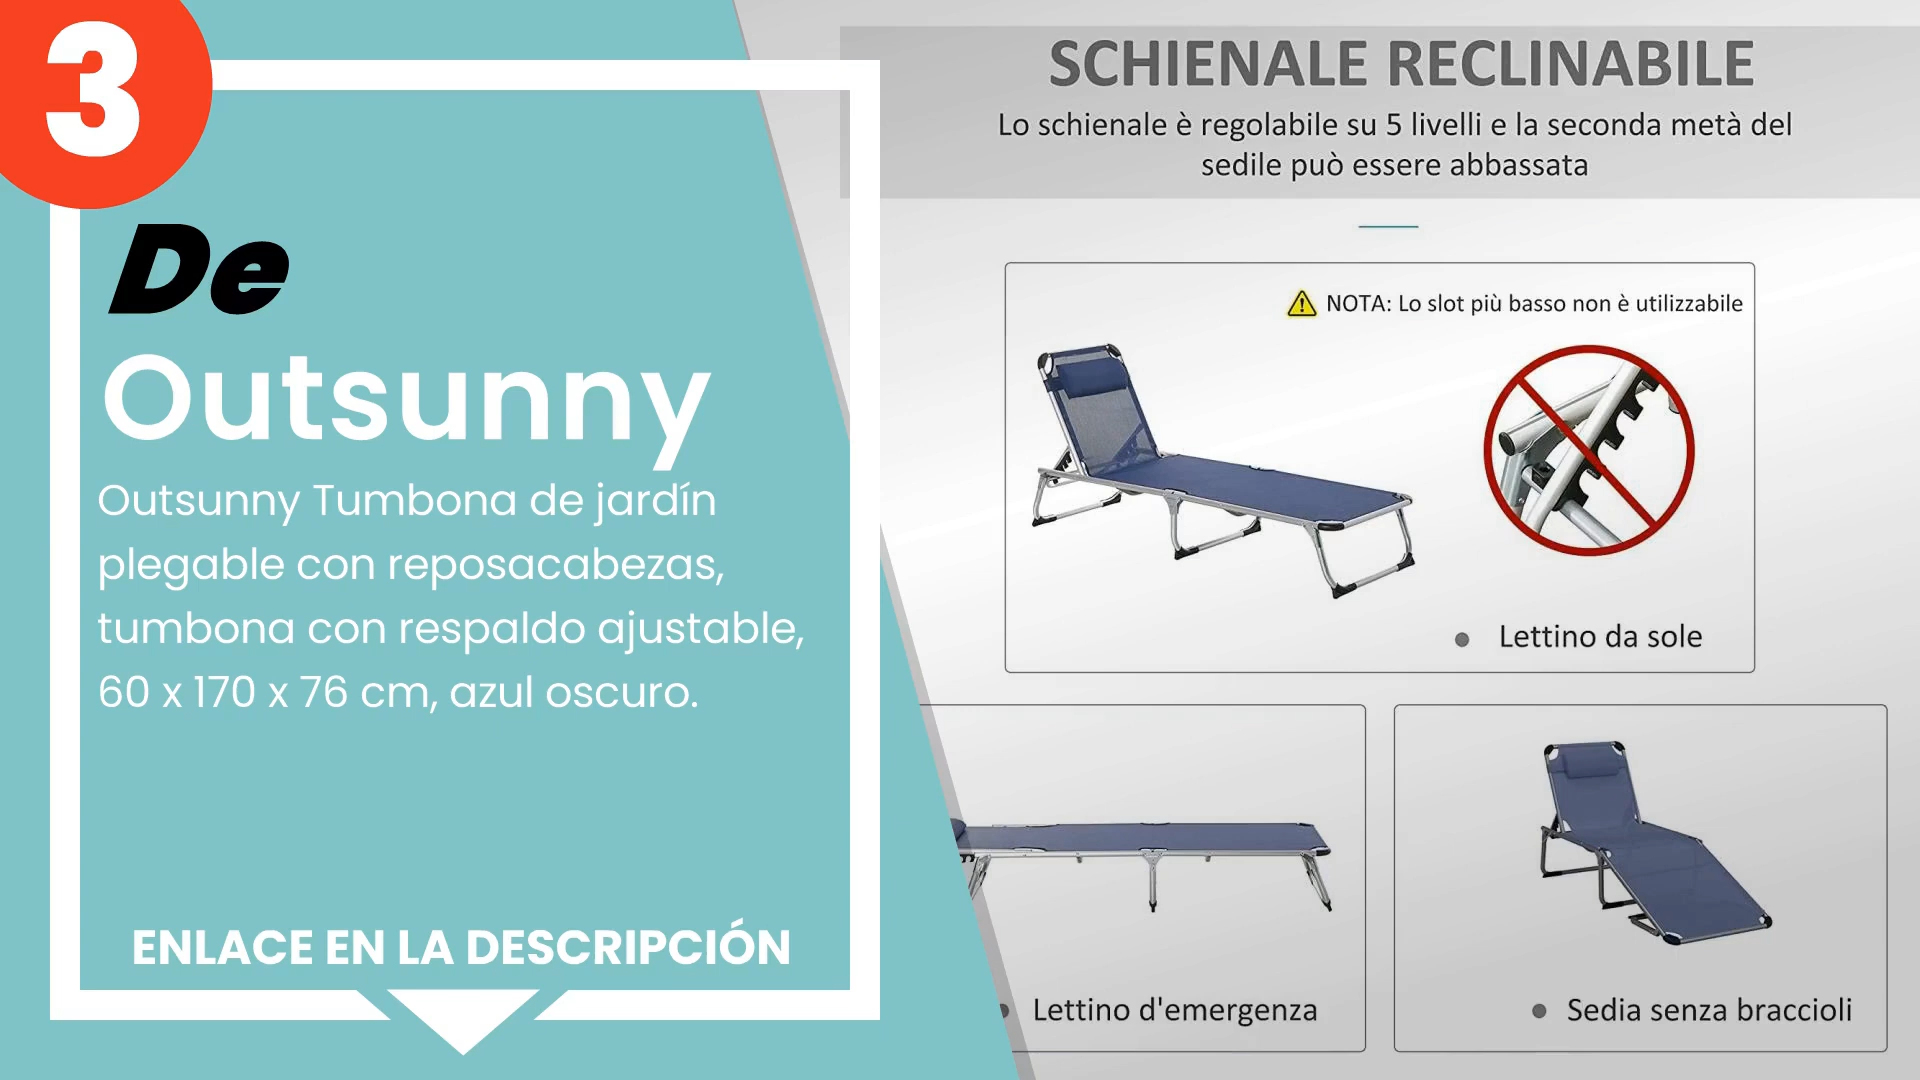 3
De
Outsunny
Outsunny Tumbona de jardín
plegable con reposacabezas,
tumbona con respaldo ajustable,
60 x 170 x 76 cm, azul oscuro.
ENLACE EN LA DESCRIPCIÓN
SCHIENALE RECLINABILE
Lo schienale è regolabile su 5 livelli e la seconda metà del
sedile può essere abbassata
NOTA: Lo slot più basso non è utilizzabile
Lettino da sole
Lettino d'emergenza
Sedia senza braccioli